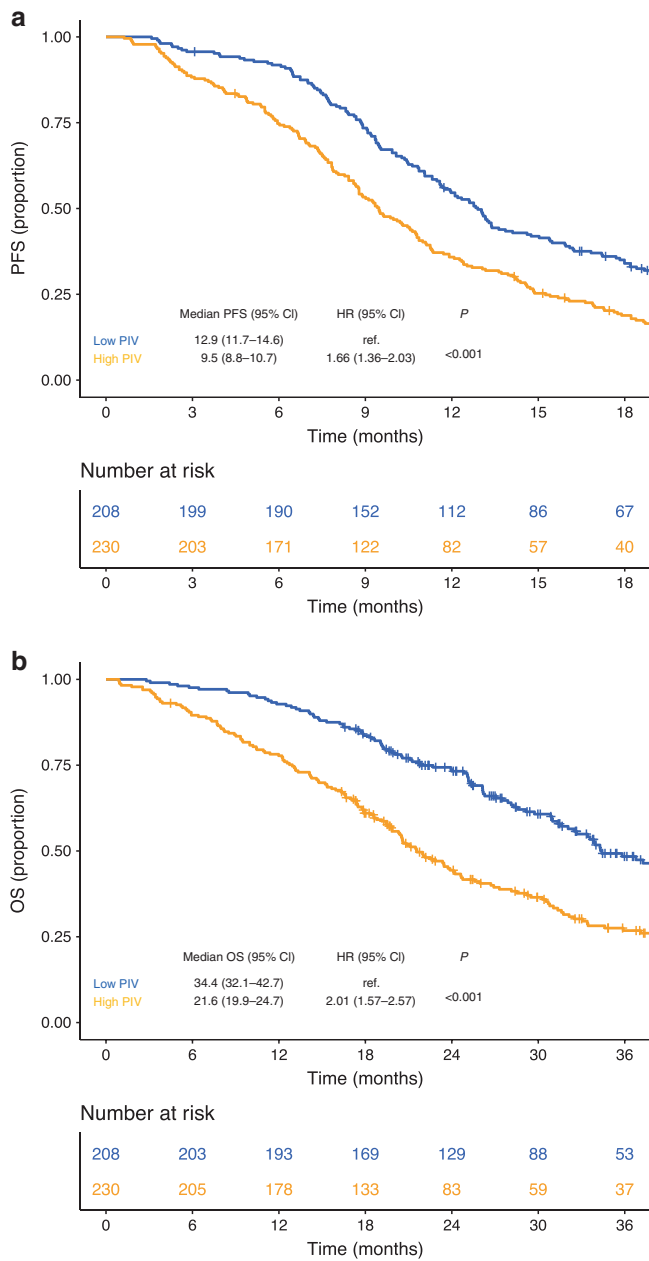 a
1.00
0.75
0.50
0.25
0.00
PFS (proportion)
Median PFS (95% CI) HR (95% CI) P
Low PIV 12.9 (11.7–14.6) ref.
High PIV 9.5 (8.8–10.7) 1.66 (1.36–2.03) <0.001
0 3 6 9 12 15 18
Time (months)
Number at risk
208 199 190 152 112 86 67
230 203 171 122 82 57 40
0 3 6 9 12 15 18
Time (months)
b
1.00
0.75
0.50
0.25
0.00
OS (proportion)
Median OS (95% CI) HR (95% CI) P
Low PIV 34.4 (32.1–42.7) ref.
High PIV 21.6 (19.9–24.7) 2.01 (1.57–2.57) <0.001
0 6 12 18 24 30 36
Time (months)
Number at risk
208 203 193 169 129 88 53
230 205 178 133 83 59 37
0 6 12 18 24 30 36
Time (months)